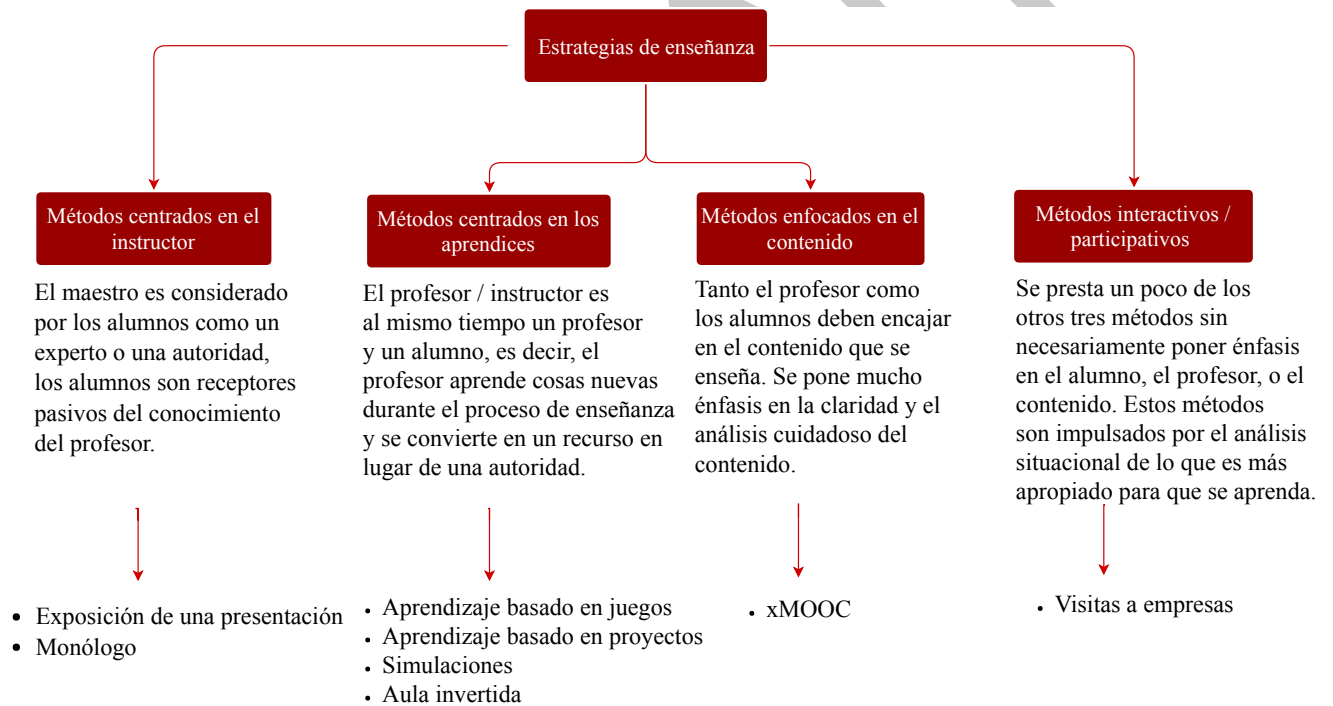 Estrategias de enseñanza
Métodos centrados en el
instructor
El maestro es considerado
por los alumnos como un
experto o una autoridad,
los alumnos son receptores
pasivos del conocimiento
del profesor.
• Exposición de una presentación
• Monólogo
Métodos centrados en los
aprendices
El profesor / instructor es
al mismo tiempo un profesor
y un alumno, es decir, el
profesor aprende cosas nuevas
durante el proceso de enseñanza
y se convierte en un recurso en
lugar de una autoridad.
• Aprendizaje basado en juegos
• Aprendizaje basado en proyectos
• Simulaciones
• Aula invertida
Métodos enfocados en el
contenido
Tanto el profesor como
los alumnos deben encajar
en el contenido que se
enseña. Se pone mucho
énfasis en la claridad y el
análisis cuidadoso del
contenido.
• xMOOC
Métodos interactivos /
participativos
Se presta un poco de los
otros tres métodos sin
necesariamente poner énfasis
en el alumno, el profesor, o el
contenido. Estos métodos
son impulsados por el análisis
situacional de lo que es más
apropiado para que se aprenda.
• Visitas a empresas